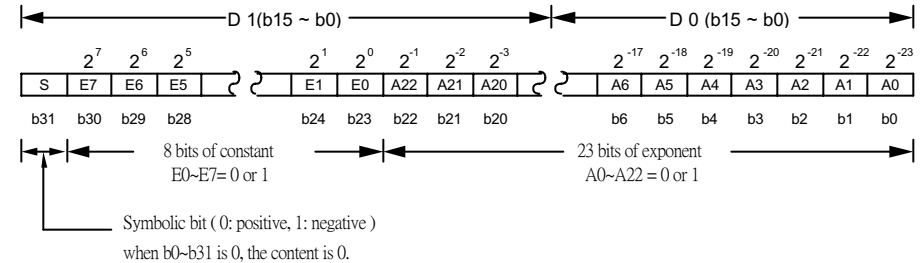 D 1(b15 ~ b0) D 0 (b15 ~ b0)
2^7 2^6 2^5 2^1 2^0 2^-1 2^-2 2^-3 2^-17 2^-18 2^-19 2^-20 2^-21 2^-22 2^-23
S E7 E6 E5 E1 E0 A22 A21 A20 A6 A5 A4 A3 A2 A1 A0
b31 b30 b29 b28 b24 b23 b22 b21 b20 b6 b5 b4 b3 b2 b1 b0
8 bits of constant 23 bits of exponent
E0~E7= 0 or 1 A0~A22 = 0 or 1
Symbolic bit ( 0: positive, 1: negative )
when b0~b31 is 0, the content is 0.